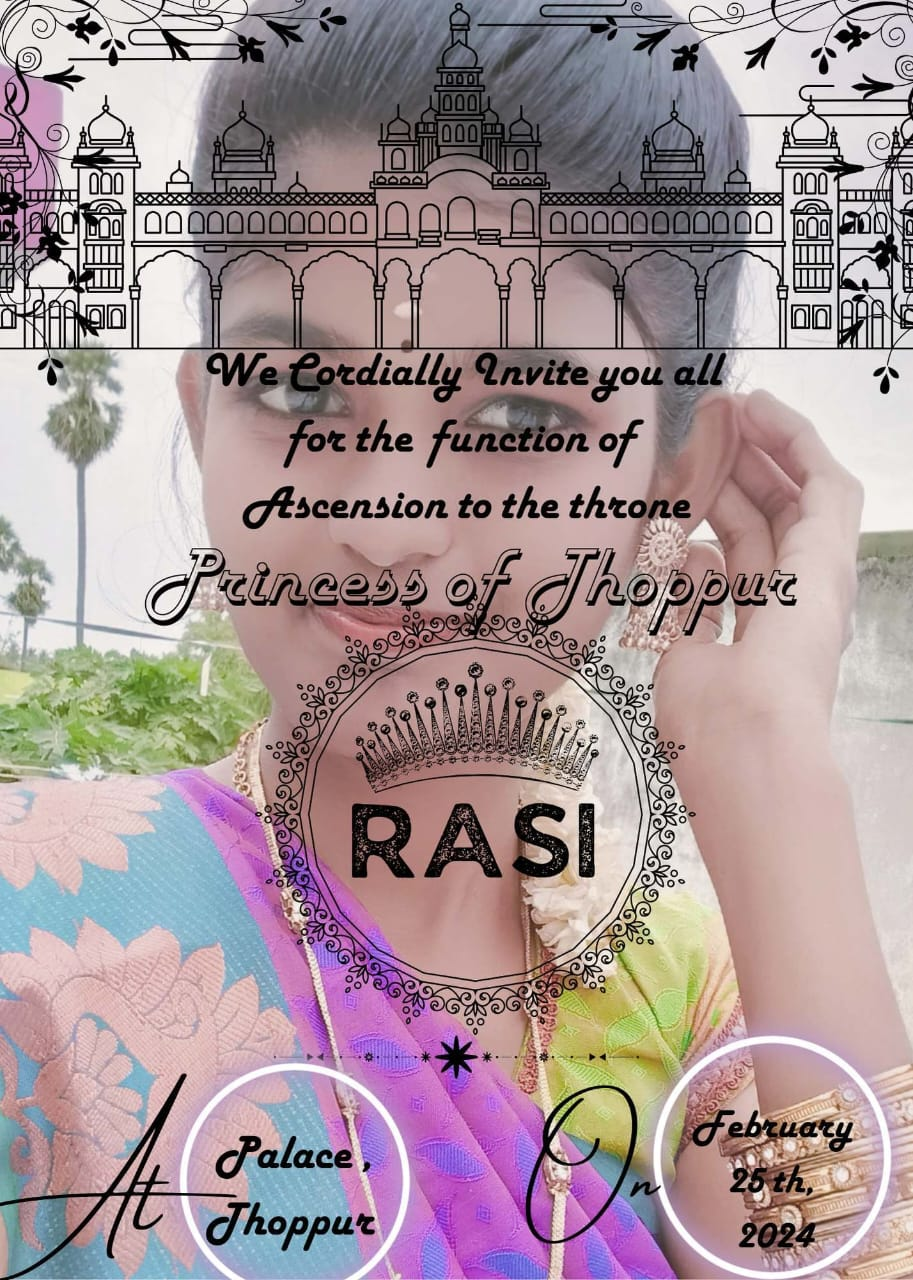 We Cordially Invite you all
for the function of
Ascension to the throne
Princess of Thoppur
RASI
At
Palace ,
Thoppur
On
February
25 th,
2024